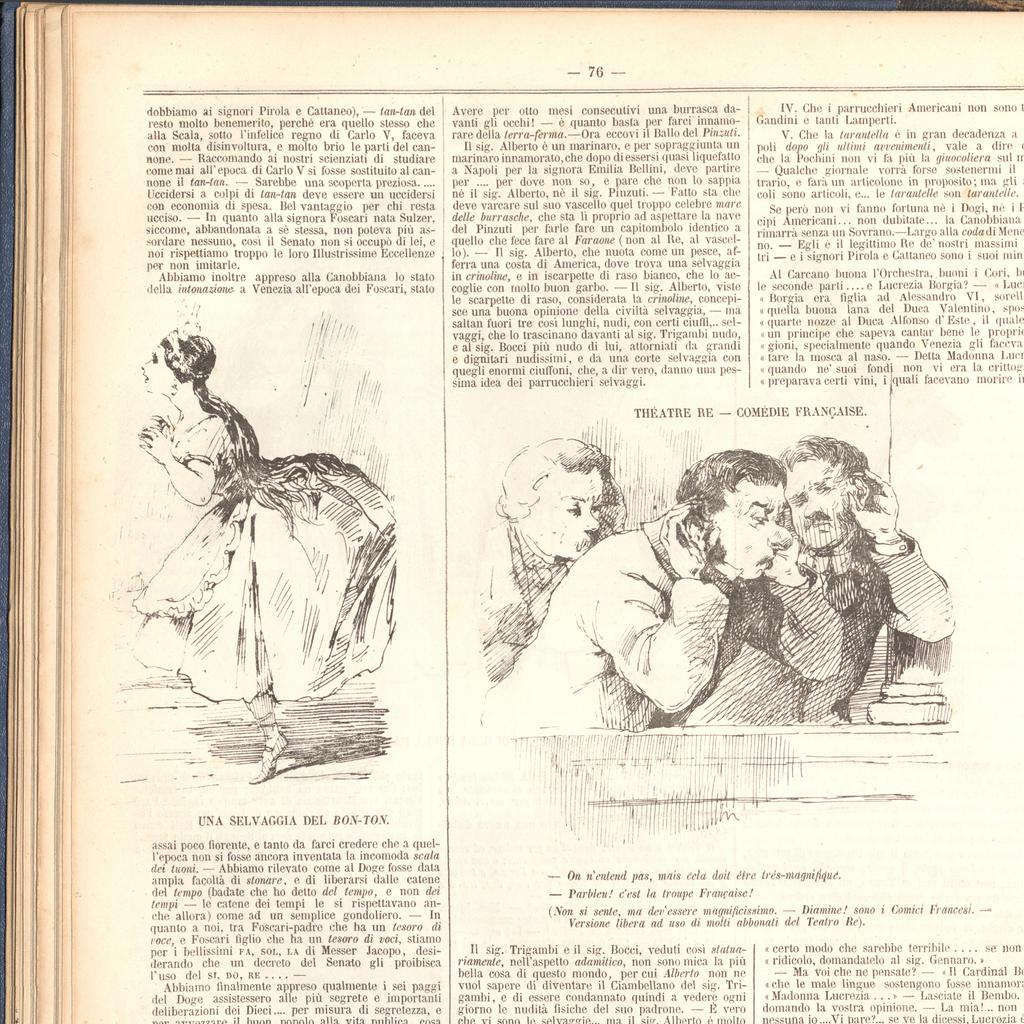 — 76 —
dobbiamo ai signori Pirola e Cattaneo), — tan-tan del
resto molto benemerito, perchè era quello stesso che
alla Scala, sotto l'infelice regno di Carlo V, faceva
con molta disinvoltura, e molto brio le parti del can-
none. — Raccomando ai nostri scienziati di studiare
come mai all'epoca di Carlo V si fosse sostituito al can-
none il tan-tan. — Sarebbe una scoperta preziosa. ....
Uccidersi a colpi di tan-tan deve essere un uccidersi
con economia di spesa. Bel vantaggio per chi resta
ucciso. — In quanto alla signora Foscari nata Sulzer,
siccome, abbandonata a sè stessa, non poteva più as-
sordare nessuno, così il Senato non si occupò di lei, e
noi rispettiamo troppo le loro Illustrissime Eccellenze
per non imitarle.
Abbiamo inoltre appreso alla Canobbiana lo stato
della intonazione a Venezia all'epoca dei Foscari, stato
UNA SELVAGGIA DEL BON-TON.
assai poco fiorente, e tanto da farci credere che a quel-
l'epoca non si fosse ancora inventata la incomoda scala
dei tuoni. — Abbiamo rilevato come al Doge fosse data
ampla facoltà di stonare, e di liberarsi dalle catene
del tempo (badate che ho detto del tempo, e non dei
tempi — le catene dei tempi le si rispettavano an-
che allora) come ad un semplice gondoliero. — In
quanto a noi, tra Foscari-padre che ha un tesoro di
voce, e Foscari figlio che ha un tesoro di voci, stiamo
per i bellissimi FA, SOL, LA di Messer Jacopo, desi-
derando che un decreto del Senato gli proibisca
l'uso del SI, DO, RE .... —
Abbiamo finalmente appreso qualmente i sei paggi
del Doge assistessero alle più segrete e importanti
deliberazioni dei Dieci.... per misura di segretezza, e
per avvezzare il buon popolo alla vita publica, cosa
Avere per otto mesi consecutivi una burrasca da-
vanti gli occhi! — è quanto basta per farci innamo-
rare della terra-ferma. — Ora eccovi il Ballo del Pinzuti.
Il sig. Alberto è un marinaro, e per sopraggiunta un
marinaro innamorato, che dopo di essersi quasi liquefatto
a Napoli per la signora Emilia Bellini, deve partire
per .... per dove non so, e pare che non lo sappia
nè il sig. Alberto, nè il sig. Pinzuti. — Fatto sta che
deve varcare sul suo vascello quel troppo celebre mare
delle burrasche, che sta lì proprio ad aspettare la nave
del Pinzuti per farle fare un capitombolo identico a
quello che fece fare al Faraone (non al Re, al vascel-
lo). — Il sig. Alberto, che nuota come un pesce, af-
ferra una costa di America, dove trova una selvaggia
in crinoline, e in iscarpette di raso bianco, che lo ac-
coglie con molto buon garbo. — Il sig. Alberto, viste
le scarpette di raso, considerata la crinoline, concepi-
sce una buona opinione della civiltà selvaggia, — ma
saltan fuori tre così lunghi, nudi, con certi ciuffi,.. sel-
vaggi, che lo trascinano davanti al sig. Trigambi nudo,
e al sig. Bocci più nudo di lui, attorniati da grandi
e dignitari nudissimi, e da una corte selvaggia con
quegli enormi ciuffoni, che, a dir vero, danno una pes-
sima idea dei parrucchieri selvaggi.
IV. Che i parrucchieri Americani non sono
Gandini e tanti Lamperti.
V. Che la tarantella è in gran decadenza a
poli dopo gli ultimi avvenimenti, vale a dire
che la Pochini non vi fa più la giuocoliera sul
— Qualche giornale vorrà forse sostenermi il
trario, e farà un articolone in proposito; ma gli
coli sono articoli, e... le tarantelle son tarantelle.
Se però non vi fanno fortuna nè i Dogi, nè i
cipi Americani... non dubitate... la Canobbiana
rimarrà senza un Sovrano. — Largo alla coda di Mene
no. — Egli è il legittimo Re de' nostri massimi
tri — e i signori Pirola e Cattaneo sono i suoi
Al Carcano buona l'Orchestra, buoni i Cori,
le seconde parti .... e Lucrezia Borgia? —
« Borgia era figlia ad Alessandro VI,
« quella buona lana del Duca Valentino,
« quarte nozze al Duca Alfonso d'Este, il quale
« un principe che sapeva cantar bene le
« gioni, specialmente quando Venezia gli faceva
« tare la mosca al naso. — Detta Madonna
« quando ne' suoi fondi non vi era la
« preparava certi vini, i quali facevano morire
THÉATRE RE — COMÉDIE FRANÇAISE.
— On n'entend pas, mais cela doit être très-magnifique.
— Parbleu! c'est la troupe Française!
(Non si sente, ma dev'essere magnificissimo. — Diamine! sono i Comici Francesi. —
Versione libera ad uso di molti abbonati del Teatro Re).
Il sig. Trigambi e il sig. Bocci, veduti così statua-
riamente, nell'aspetto adamitico, non sono mica la più
bella cosa di questo mondo, per cui Alberto non ne
vuol sapere di diventare il Ciambellano del sig. Tri-
gambi, e di essere condannato quindi a vedere ogni
giorno le nudità fisiche del suo padrone. — È vero
che vi sono le selvaggie... ma il sig. Alberto è molto
« certo modo che sarebbe terribile .... se non
« ridicolo, domandatelo al sig. Gennaro. »
— Ma voi che ne pensate? — « Il Cardinal
« che le male lingue sostengono fosse
« Madonna Lucrezia ... » — Lasciate il Bembo.
domando la vostra opinione. — La mia!.. non
nessuna io.... Vi pare?... se ve la dicessi, Lucrezia